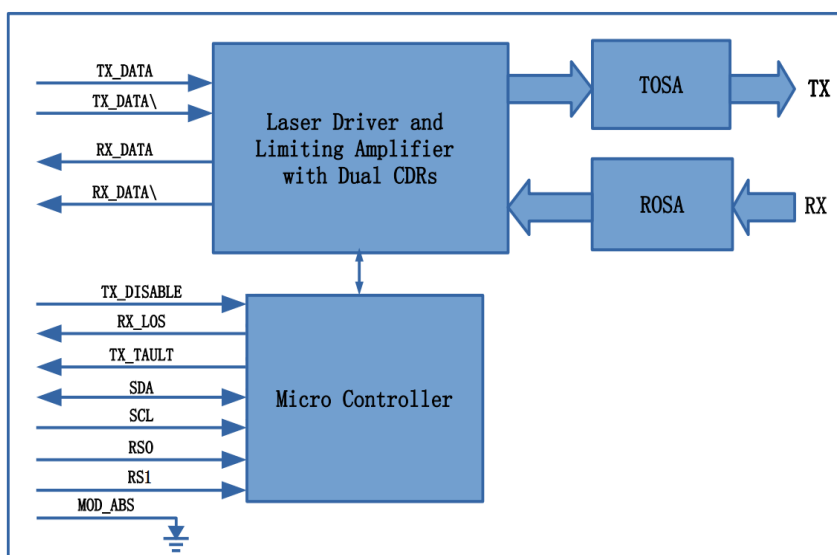 TX_DATA
TX_DATA\
RX_DATA
RX_DATA\
Laser Driver and
Limiting Amplifier
with Dual CDRs
TOSA
TX
ROSA
RX
TX_DISABLE
RX_LOS
TX_TAULT
SDA
SCL
RS0
RS1
MOD_ABS
Micro Controller